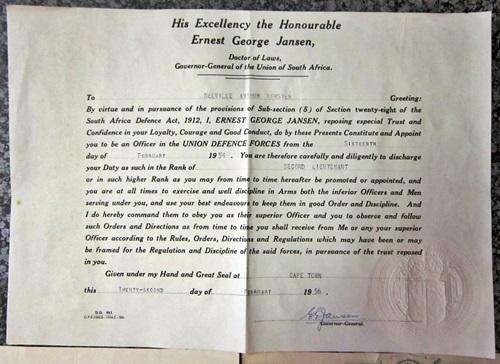 His Excellency the Honourable
Ernest George Jansen,
Doctor of Laws,
Governor-General of the Union of South Africa.
To Greeting:
By virtue and in pursuance of the provisions of Sub-section (5) of Section twenty-eight of the
South Africa Defence Act, 1912, I, ERNEST GEORGE JANSEN, reposing especial Trust and
Confidence in your Loyalty, Courage and Good Conduct, do by these Presents Constitute and Appoint
you to be an Officer in the UNION DEFENCE FORCES from the SIXTEENTH
day of FEBRUARY 1956. You are therefore carefully and diligently to discharge
your Duty as such in the Rank of SECOND LIEUTENANT
or in such higher Rank as you may from time to time hereafter be promoted or appointed, and
you are at all times to exercise and well discipline in Arms both the inferior Officers and Men
serving under you, and use your best endeavours to keep them in good Order and Discipline. And
I do hereby command them to obey you as their superior Officer and you to observe and follow
such Orders and Directions as from time to time you shall receive from Me or any your superior
Officer according to the Rules, Orders, Directions and Regulations which may have been or may
be framed for the Regulation and Discipline of the said forces, in pursuance of the trust reposed
in you.
Given under my Hand and Great Seal at CAPE TOWN
this TWENTY-SECOND day of FEBRUARY 1956.
EG Jansen
Governor-General.